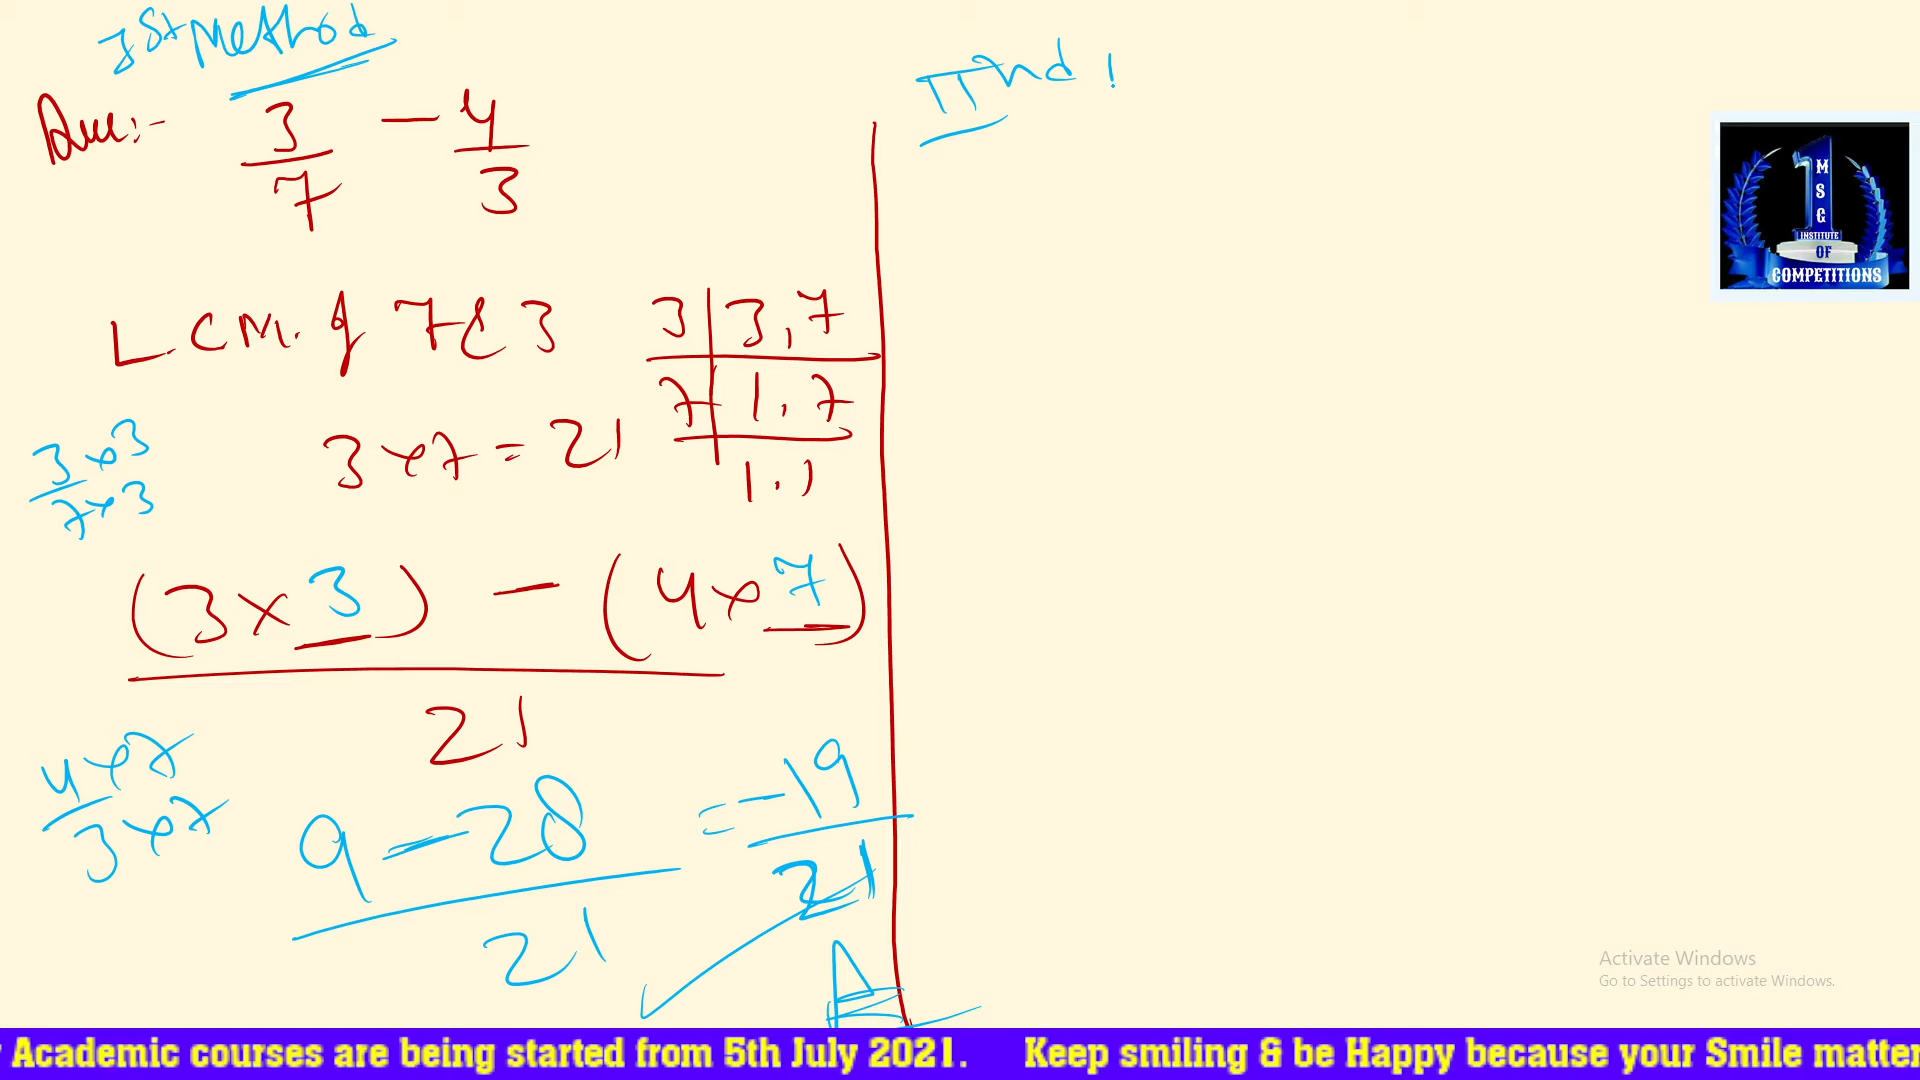 1st Method
Que:- 3/7 - 4/3
L.C.M. of 7 & 3
3 | 3, 7
7 | 1, 7
1, 1
3 × 7 = 21
3×3
7×3
(3 × 3) - (4 × 7)
21
4×7
3×7
9 - 28
21
= -19
21
A
IInd !
M
S
G
INSTITUTE
OF
COMPETITIONS
Activate Windows
Go to Settings to activate Windows.
Academic courses are being started from 5th July 2021. Keep smiling & be Happy because your Smile matter